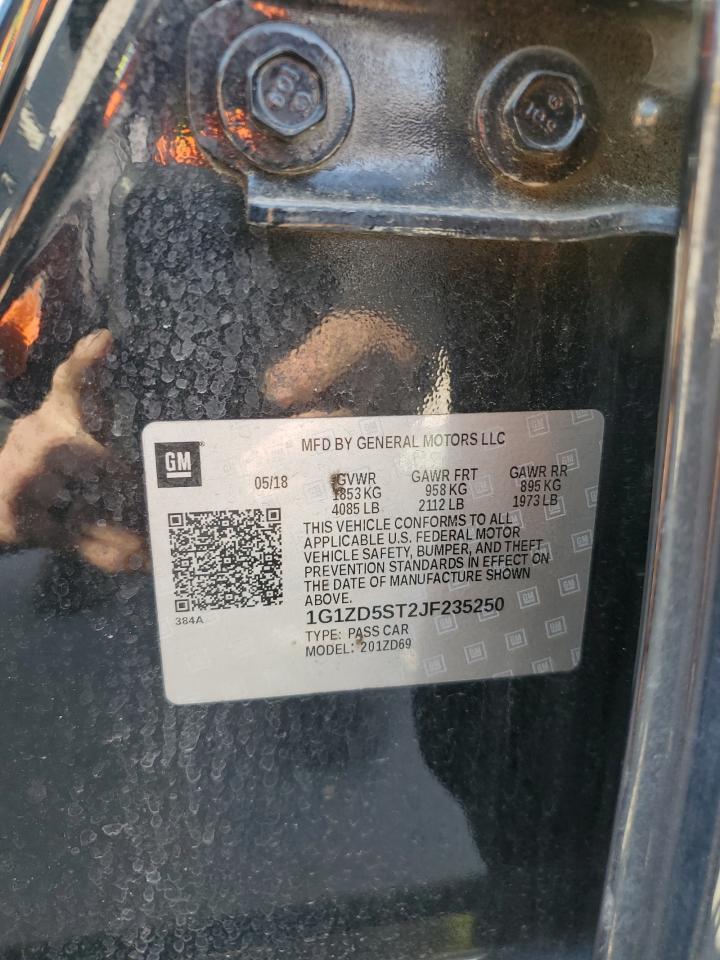 MFD BY GENERAL MOTORS LLC
GM
05/18 GVWR GAWR FRT GAWR RR
1853 KG 958 KG 895 KG
4085 LB 2112 LB 1973 LB
THIS VEHICLE CONFORMS TO ALL
APPLICABLE U.S. FEDERAL MOTOR
VEHICLE SAFETY, BUMPER, AND THEFT
PREVENTION STANDARDS IN EFFECT ON
THE DATE OF MANUFACTURE SHOWN
ABOVE.
384A
1G1ZD5ST2JF235250
TYPE: PASS CAR
MODEL: 201ZD69